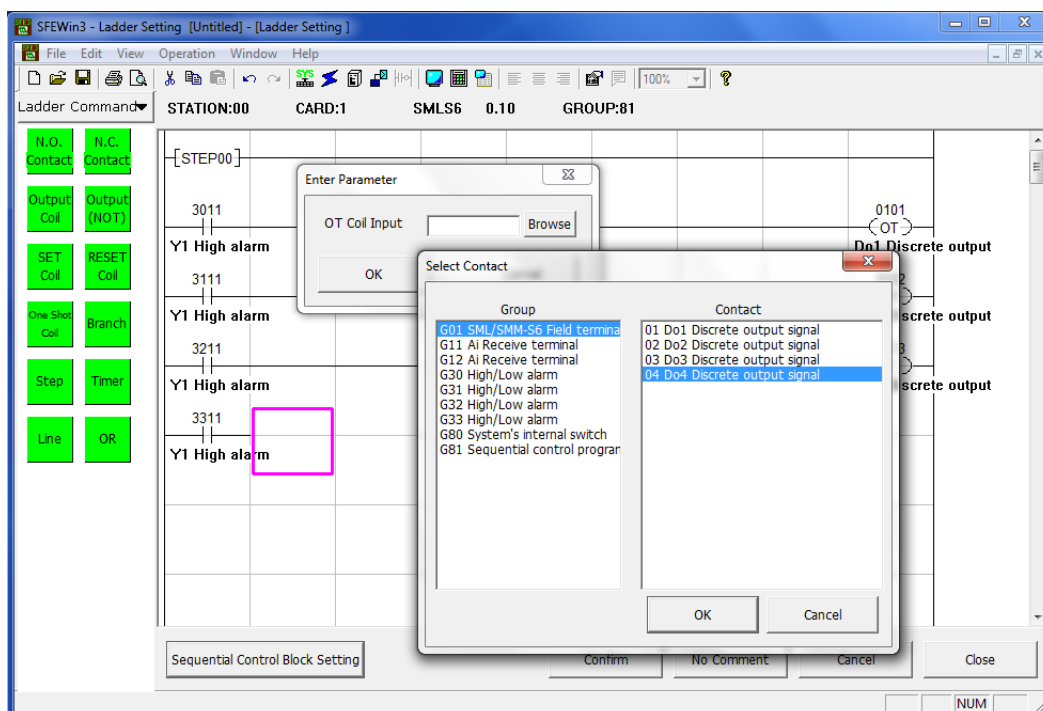 SFEWin3 - Ladder Setting [Untitled] - [Ladder Setting ]
File Edit View Operation Window Help
SYS
100%
Ladder Command
STATION:00 CARD:1 SMLS6 0.10 GROUP:81
N.O. Contact
N.C. Contact
Output Coil
Output (NOT)
SET Coil
RESET Coil
One Shot Coil
Branch
Step
Timer
Line
OR
STEP00
3011
Y1 High alarm
0101
OT
Do1 Discrete output
3111
Y1 High alarm
2
screte output
3211
Y1 High alarm
3
screte output
3311
Y1 High alarm
Enter Parameter
OT Coil Input
Browse
OK
Select Contact
Group
G01 SML/SMM-S6 Field termina
G11 Ai Receive terminal
G12 Ai Receive terminal
G30 High/Low alarm
G31 High/Low alarm
G32 High/Low alarm
G33 High/Low alarm
G80 System's internal switch
G81 Sequential control program
Contact
01 Do1 Discrete output signal
02 Do2 Discrete output signal
03 Do3 Discrete output signal
04 Do4 Discrete output signal
OK
Cancel
Sequential Control Block Setting
Confirm
No Comment
Cancel
Close
NUM